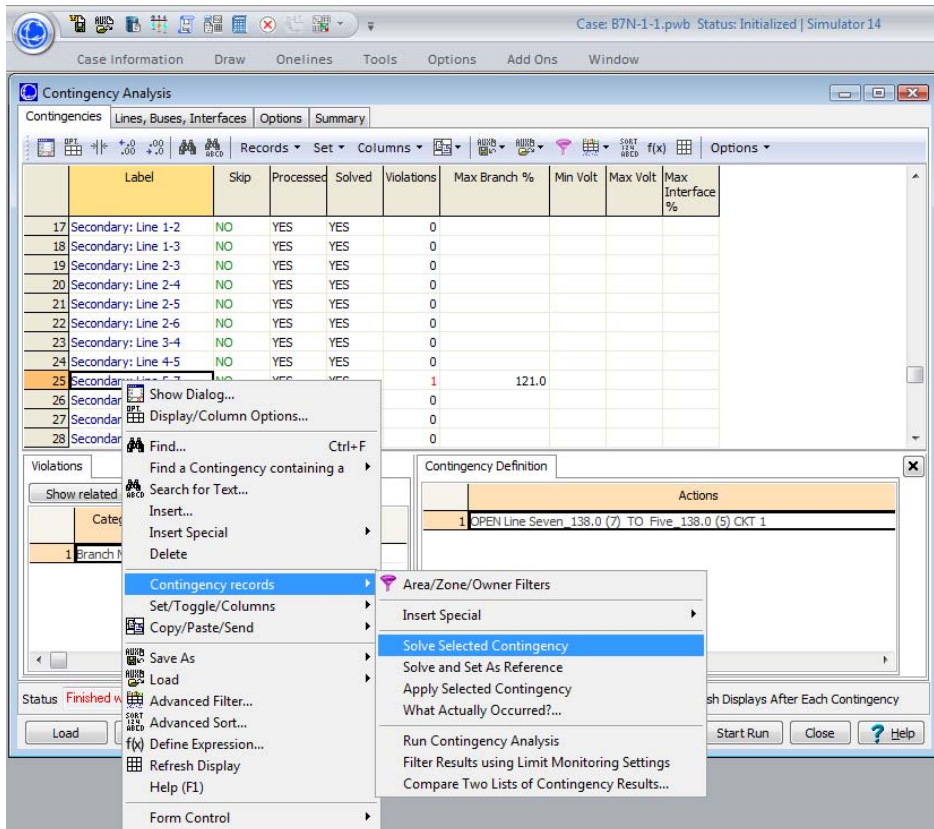 Case: B7N-1-1.pwb Status: Initialized | Simulator 14
Case Information Draw Onelines Tools Options Add Ons Window
Contingency Analysis
Contingencies Lines, Buses, Interfaces Options Summary
Records Set Columns f(x) Options
Label Skip Processed Solved Violations Max Branch % Min Volt Max Volt Max Interface %
17 Secondary: Line 1-2 NO YES YES 0
18 Secondary: Line 1-3 NO YES YES 0
19 Secondary: Line 2-3 NO YES YES 0
20 Secondary: Line 2-4 NO YES YES 0
21 Secondary: Line 2-5 NO YES YES 0
22 Secondary: Line 2-6 NO YES YES 0
23 Secondary: Line 3-4 NO YES YES 0
24 Secondary: Line 4-5 NO YES YES 0
25 1 121.0
26 Secondar 0
27 Secondar 0
28 Secondar 0
Show Dialog...
Display/Column Options...
Find... Ctrl+F
Find a Contingency containing a
Search for Text...
Insert...
Insert Special
Delete
Contingency records
Set/Toggle/Columns
Copy/Paste/Send
Save As
Load
Advanced Filter...
Advanced Sort...
f(x) Define Expression...
Refresh Display
Help (F1)
Form Control
Violations
Show related
Categ
1 Branch
Contingency Definition
Actions
1 OPEN Line Seven_138.0 (7) TO Five_138.0 (5) CKT 1
Area/Zone/Owner Filters
Insert Special
Solve Selected Contingency
Solve and Set As Reference
Apply Selected Contingency
What Actually Occurred?...
Run Contingency Analysis
Filter Results using Limit Monitoring Settings
Compare Two Lists of Contingency Results...
Status Finished w
sh Displays After Each Contingency
Load Start Run Close ? Help